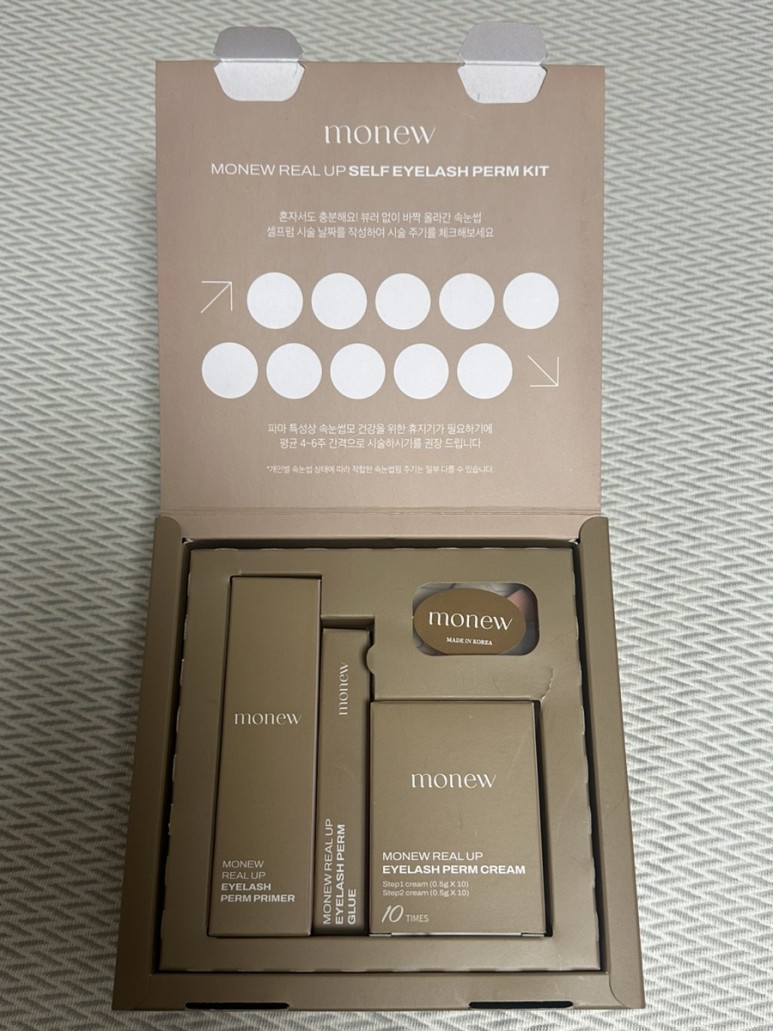 monew
MONEW REAL UP SELF EYELASH PERM KIT
혼자서도 충분해요! 뷰러 없이 바짝 올라간 속눈썹
셀프펌 시술 날짜를 작성하여 시술 주기를 체크해보세요
파마 특성상 속눈썹모 건강을 위한 휴지기가 필요하기에
평균 4~6주 간격으로 시술하시기를 권장 드립니다
*개인별 속눈썹 상태에 따라 적합한 속눈썹펌 주기는 일부 다를 수 있습니다.
monew
MADE IN KOREA
monew
MONEW
REAL UP
EYELASH
PERM PRIMER
monew
MONEW REAL UP
EYELASH PERM
GLUE
monew
MONEW REAL UP
EYELASH PERM CREAM
Step1 cream (0.5g X 10)
Step2 cream (0.5g X 10)
10 TIMES